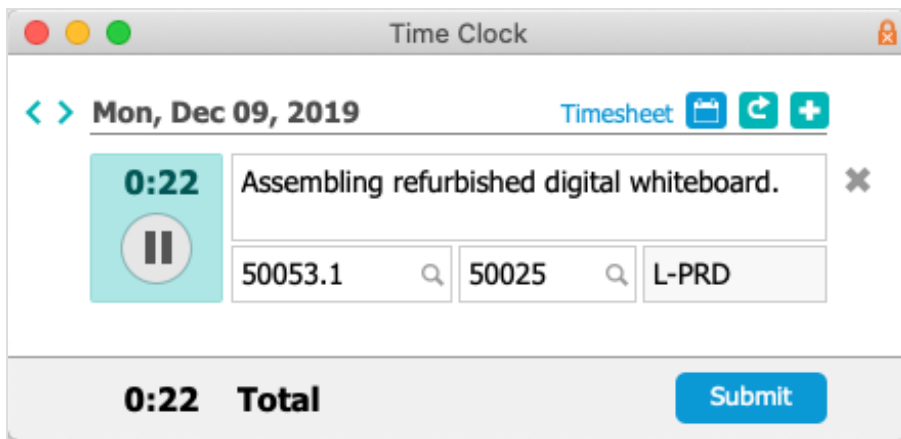 Time Clock
Mon, Dec 09, 2019 Timesheet
0:22 Assembling refurbished digital whiteboard.
50053.1 50025 L-PRD
0:22 Total Submit